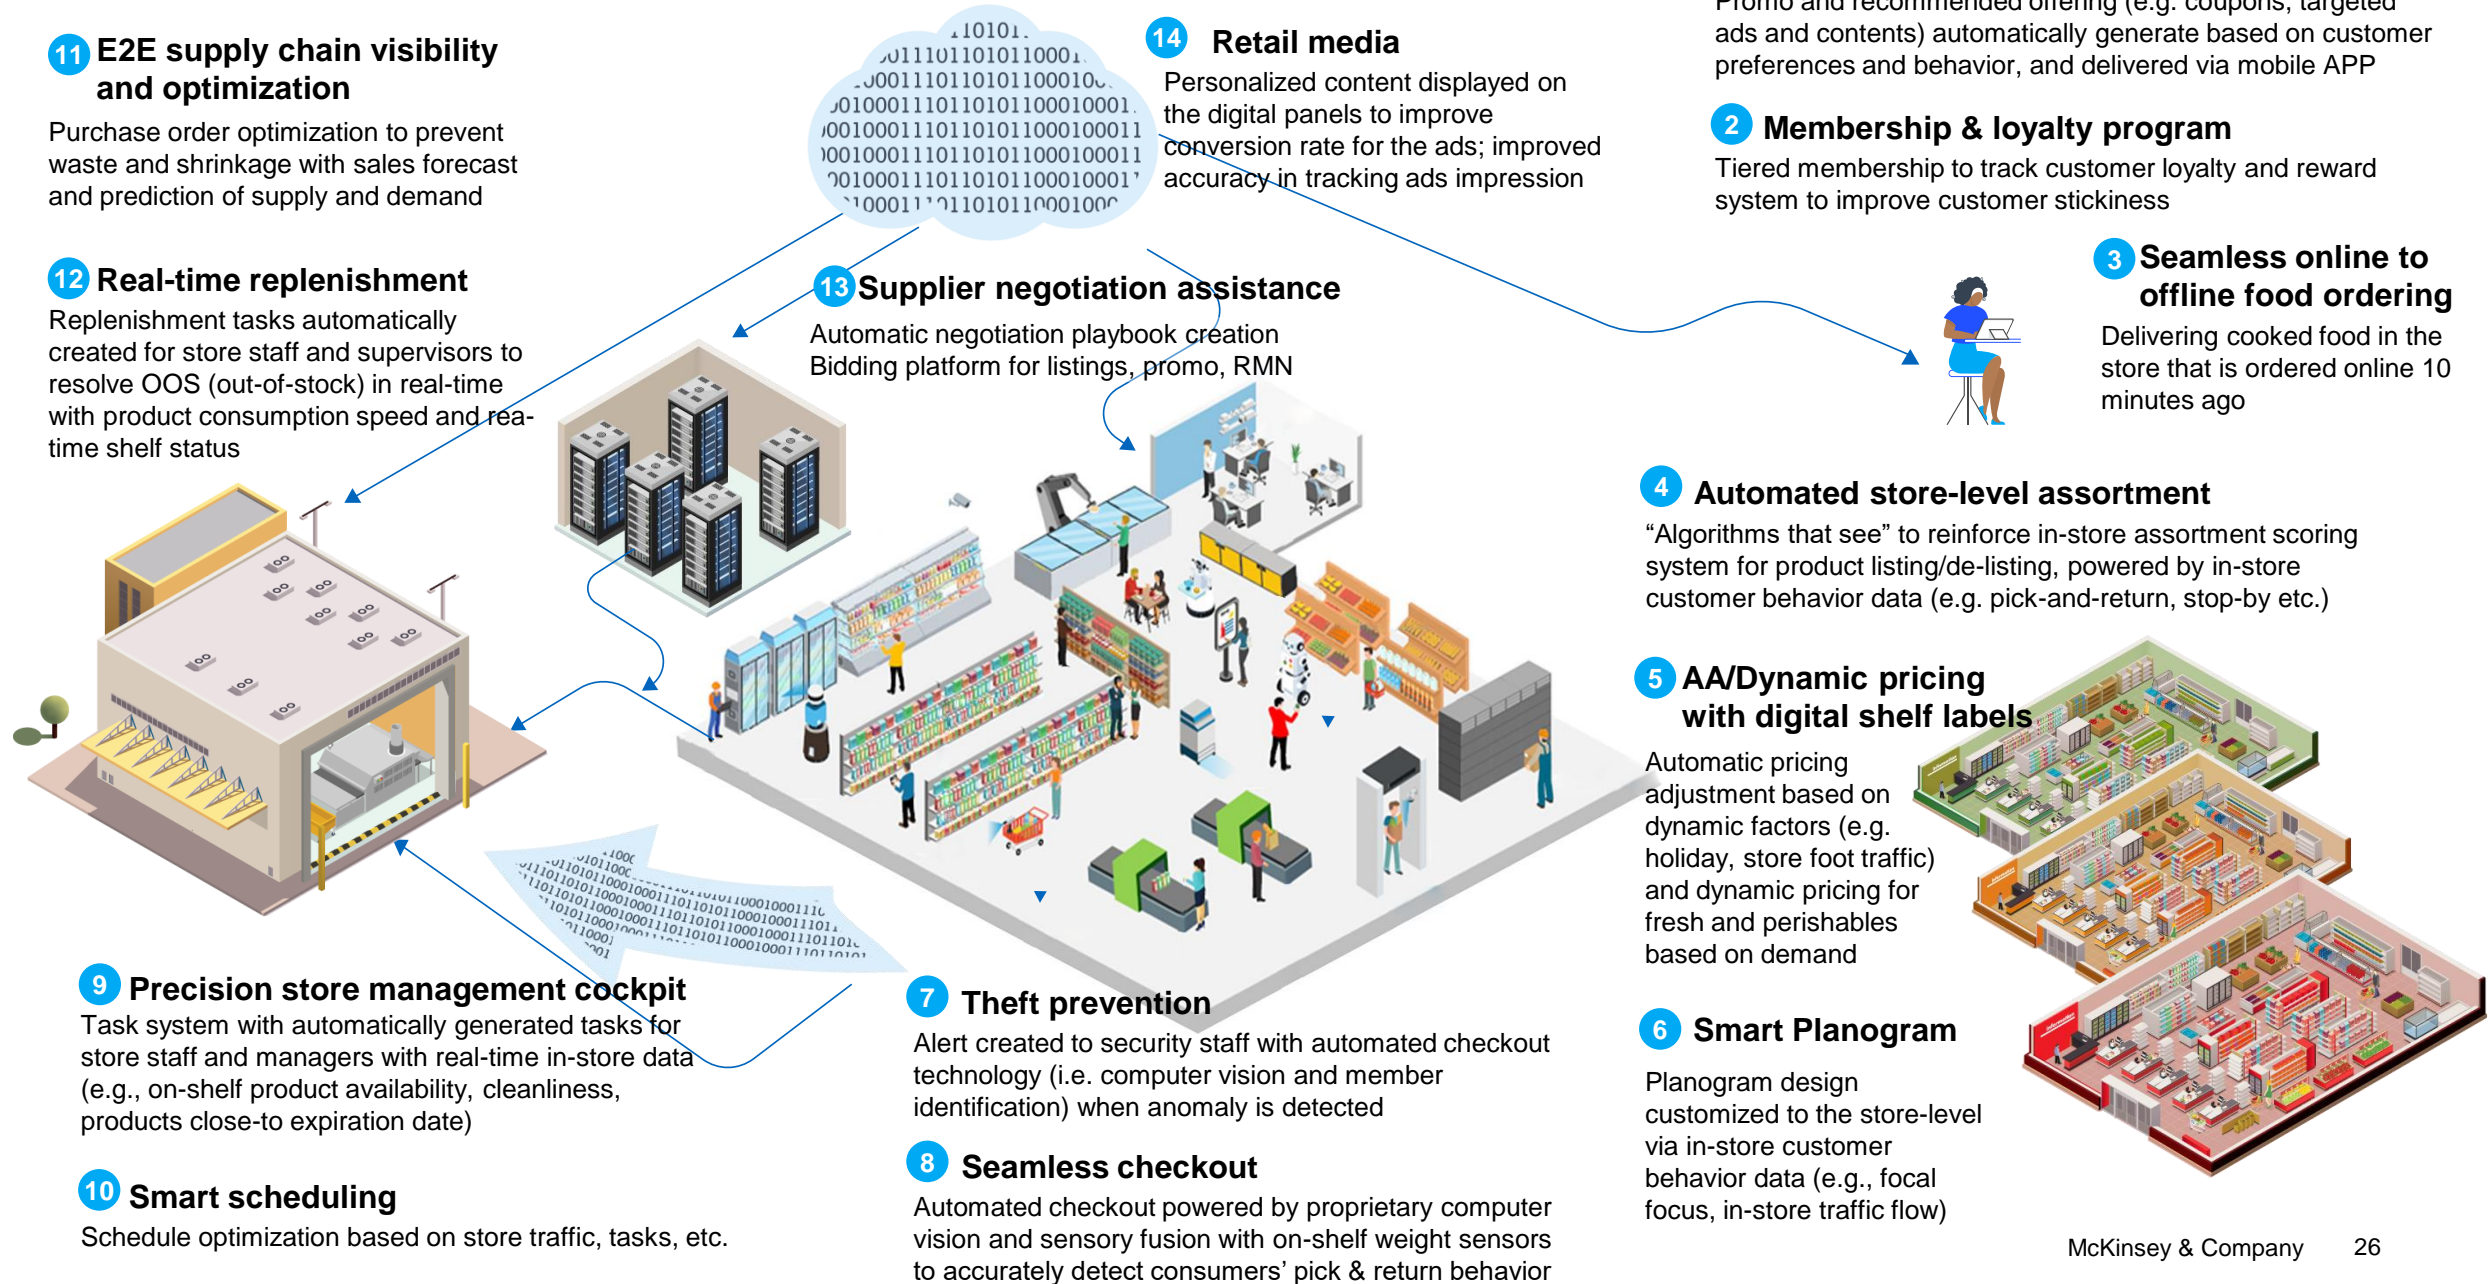 Promo and recommended offering (e.g. coupons, targeted
ads and contents) automatically generate based on customer
preferences and behavior, and delivered via mobile APP
2 Membership & loyalty program
Tiered membership to track customer loyalty and reward
system to improve customer stickiness
3 Seamless online to
offline food ordering
Delivering cooked food in the
store that is ordered online 10
minutes ago
4 Automated store-level assortment
“Algorithms that see” to reinforce in-store assortment scoring
system for product listing/de-listing, powered by in-store
customer behavior data (e.g. pick-and-return, stop-by etc.)
5 AA/Dynamic pricing
with digital shelf labels
Automatic pricing
adjustment based on
dynamic factors (e.g.
holiday, store foot traffic)
and dynamic pricing for
fresh and perishables
based on demand
6 Smart Planogram
Planogram design
customized to the store-level
via in-store customer
behavior data (e.g., focal
focus, in-store traffic flow)
7 Theft prevention
Alert created to security staff with automated checkout
technology (i.e. computer vision and member
identification) when anomaly is detected
8 Seamless checkout
Automated checkout powered by proprietary computer
vision and sensory fusion with on-shelf weight sensors
to accurately detect consumers’ pick & return behavior
9 Precision store management cockpit
Task system with automatically generated tasks for
store staff and managers with real-time in-store data
(e.g., on-shelf product availability, cleanliness,
products close-to expiration date)
10 Smart scheduling
Schedule optimization based on store traffic, tasks, etc.
11 E2E supply chain visibility
and optimization
Purchase order optimization to prevent
waste and shrinkage with sales forecast
and prediction of supply and demand
12 Real-time replenishment
Replenishment tasks automatically
created for store staff and supervisors to
resolve OOS (out-of-stock) in real-time
with product consumption speed and rea-
time shelf status
13 Supplier negotiation assistance
Automatic negotiation playbook creation
Bidding platform for listings, promo, RMN
14 Retail media
Personalized content displayed on
the digital panels to improve
conversion rate for the ads; improved
accuracy in tracking ads impression
McKinsey & Company 26